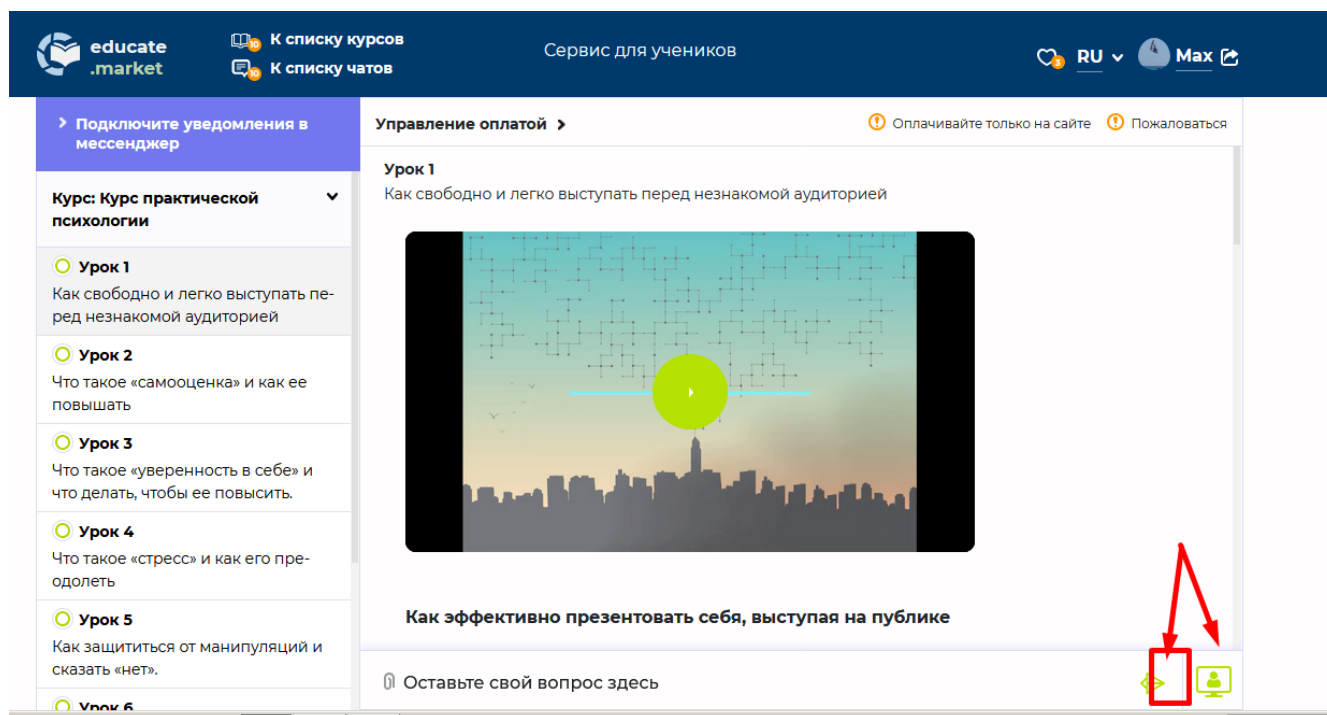 educate
.market
10 К списку курсов
10 К списку чатов
Сервис для учеников
3 RU Max
Подключите уведомления в
мессенджер
Курс: Курс практической
психологии
Урок 1
Как свободно и легко выступать пе-
ред незнакомой аудиторией
Урок 2
Что такое «самооценка» и как ее
повышать
Урок 3
Что такое «уверенность в себе» и
что делать, чтобы ее повысить.
Урок 4
Что такое «стресс» и как его пре-
одолеть
Урок 5
Как защититься от манипуляций и
сказать «нет».
Урок 6
Управление оплатой
Оплачивайте только на сайте
Пожаловаться
Урок 1
Как свободно и легко выступать перед незнакомой аудиторией
Как эффективно презентовать себя, выступая на публике
Оставьте свой вопрос здесь